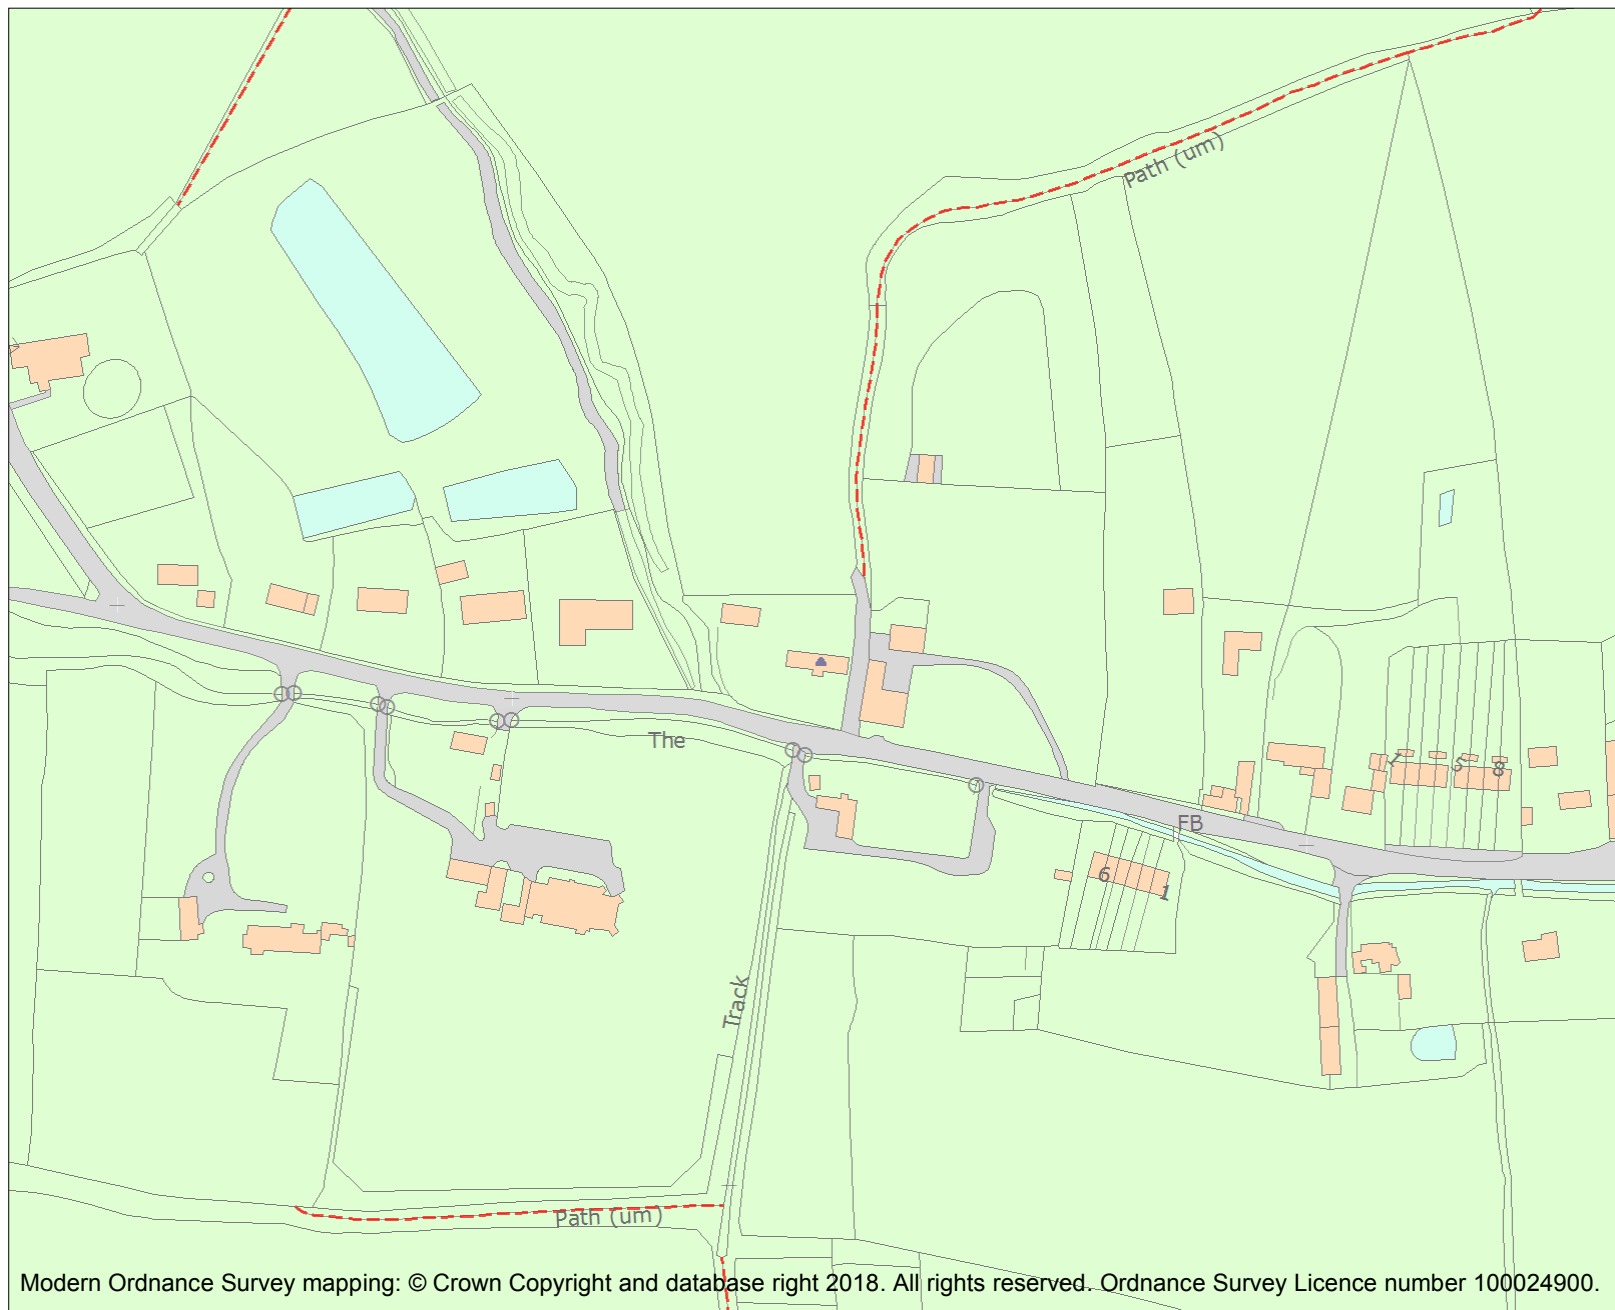 Path (um)
The
1
5
8
FB
6
1
Track
Path (um)
Modern Ordnance Survey mapping: © Crown Copyright and database right 2018. All rights reserved. Ordnance Survey Licence number 100024900.